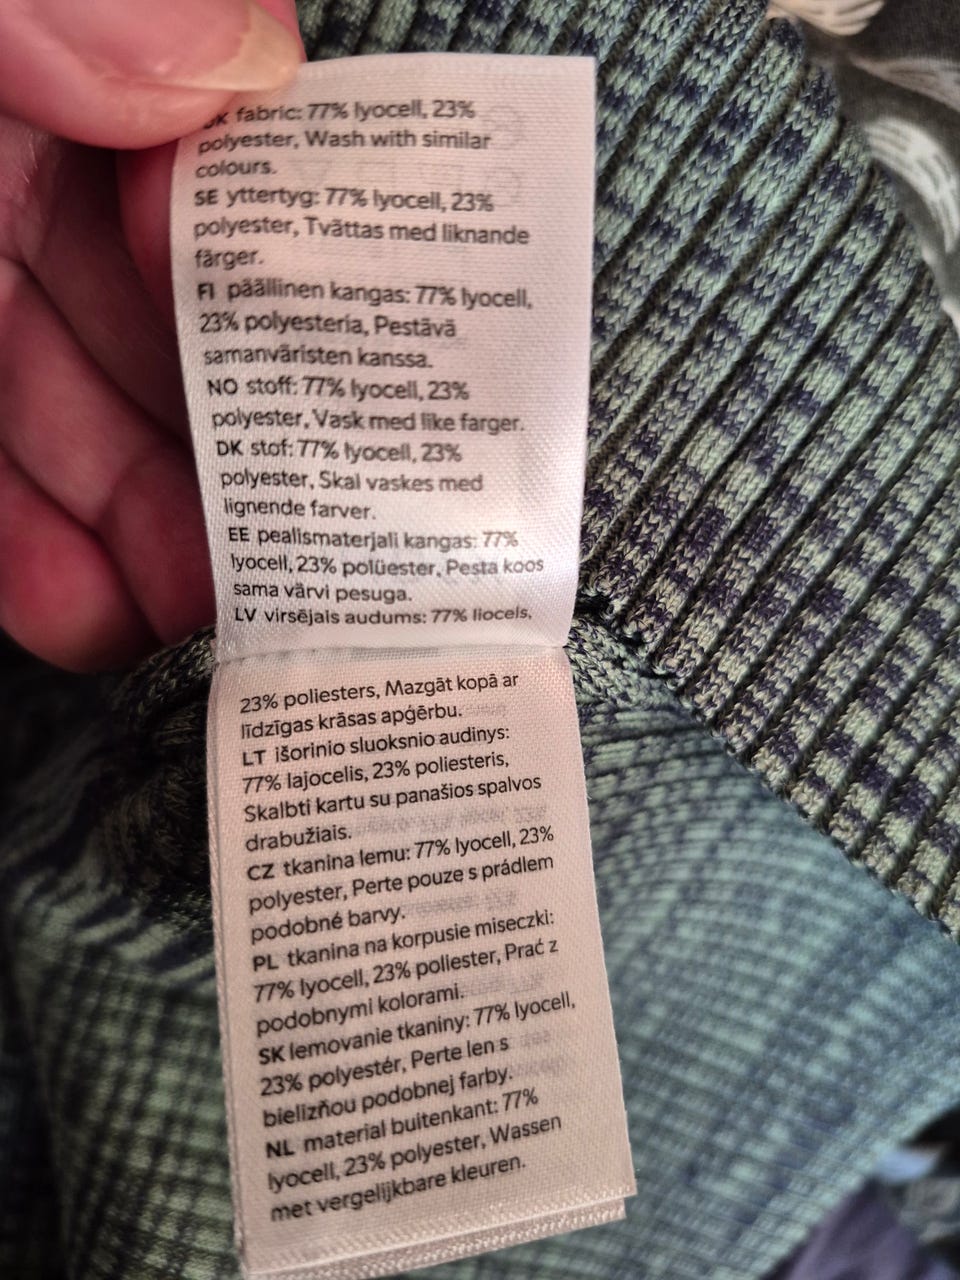 UK fabric: 77% lyocell, 23%
polyester, Wash with similar
colours.
SE yttertyg: 77% lyocell, 23%
polyester, Tvättas med liknande
färger.
FI päällinen kangas: 77% lyocell,
23% polyesteria, Pestävä
samanväristen kanssa.
NO stoff: 77% lyocell, 23%
polyester, Vask med like farger.
DK stof: 77% lyocell, 23%
polyester, Skal vaskes med
lignende farver.
EE pealismaterjali kangas: 77%
lyocell, 23% polüester, Pesta koos
sama värvi pesuga.
LV virsējais audums: 77% liocels,
23% poliesters, Mazgāt kopā ar
līdzīgas krāsas apģērbu.
LT išorinio sluoksnio audinys:
77% lajocelis, 23% poliesteris,
Skalbti kartu su panašios spalvos
drabužiais.
CZ tkanina lemu: 77% lyocell, 23%
polyester, Perte pouze s prádlem
podobné barvy.
PL tkanina na korpusie miseczki:
77% lyocell, 23% poliester, Prać z
podobnymi kolorami.
SK lemovanie tkaniny: 77% lyocell,
23% polyestér, Perte len s
bielizňou podobnej farby.
NL material buitenkant: 77%
lyocell, 23% polyester, Wassen
met vergelijkbare kleuren.